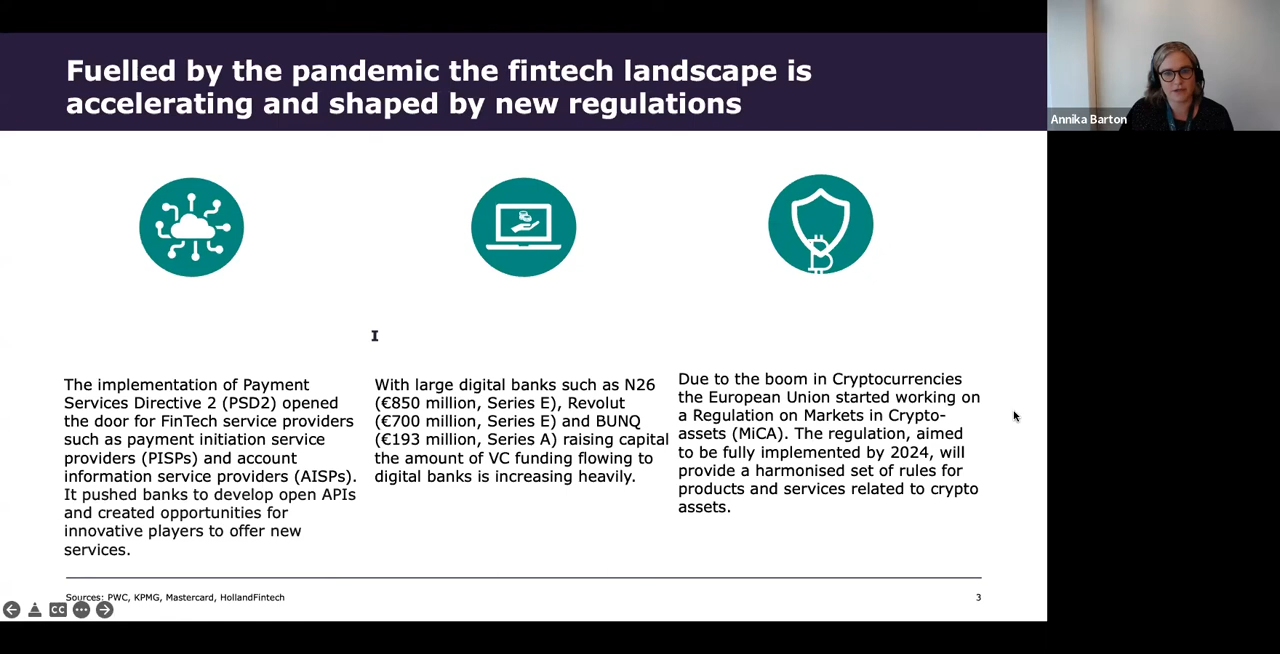 Fuelled by the pandemic the fintech landscape is
accelerating and shaped by new regulations
Annika Barton
The implementation of Payment
Services Directive 2 (PSD2) opened
the door for FinTech service providers
such as payment initiation service
providers (PISPs) and account
information service providers (AISPs).
It pushed banks to develop open APIs
and created opportunities for
innovative players to offer new
services.
With large digital banks such as N26
(€850 million, Series E), Revolut
(€700 million, Series E) and BUNQ
(€193 million, Series A) raising capital
the amount of VC funding flowing to
digital banks is increasing heavily.
Due to the boom in Cryptocurrencies
the European Union started working on
a Regulation on Markets in Crypto-
assets (MiCA). The regulation, aimed
to be fully implemented by 2024, will
provide a harmonised set of rules for
products and services related to crypto
assets.
Sources: PWC, KPMG, Mastercard, HollandFintech
3
CC